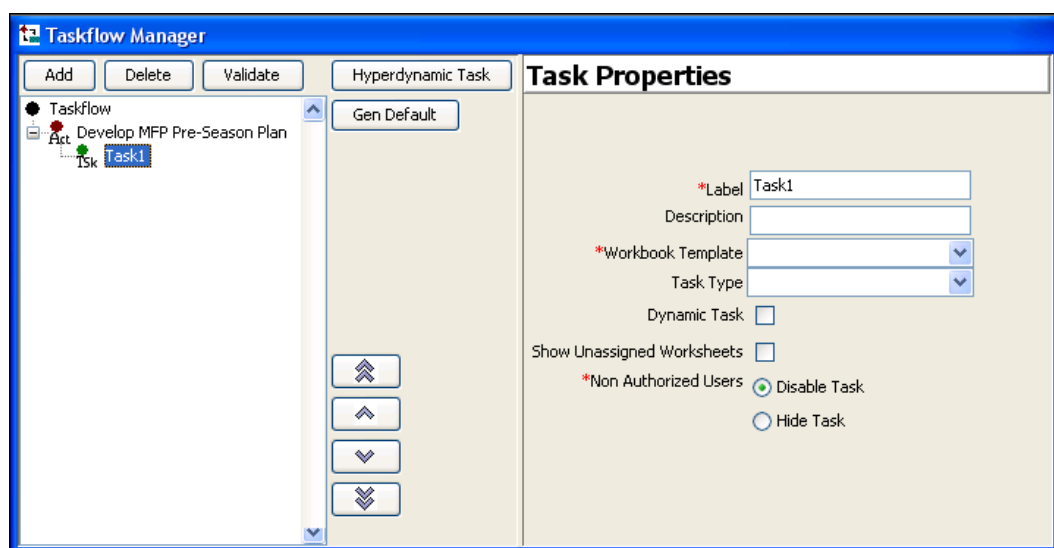 Taskflow Manager
Add Delete Validate Hyperdynamic Task
Gen Default
Taskflow
Act Develop MFP Pre-Season Plan
TSk Task1
Task Properties
*Label Task1
Description
*Workbook Template
Task Type
Dynamic Task
Show Unassigned Worksheets
*Non Authorized Users Disable Task
Hide Task